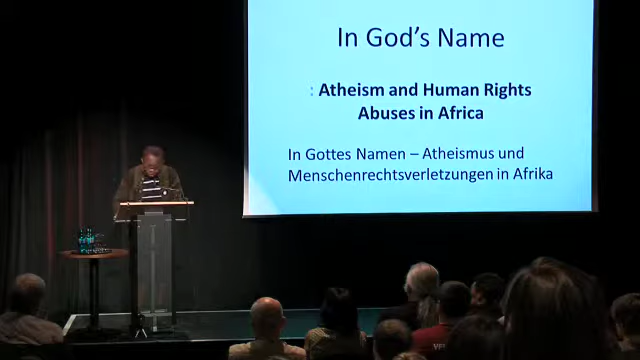 In God's Name
: Atheism and Human Rights
Abuses in Africa
In Gottes Namen – Atheismus und
Menschenrechtsverletzungen in Afrika